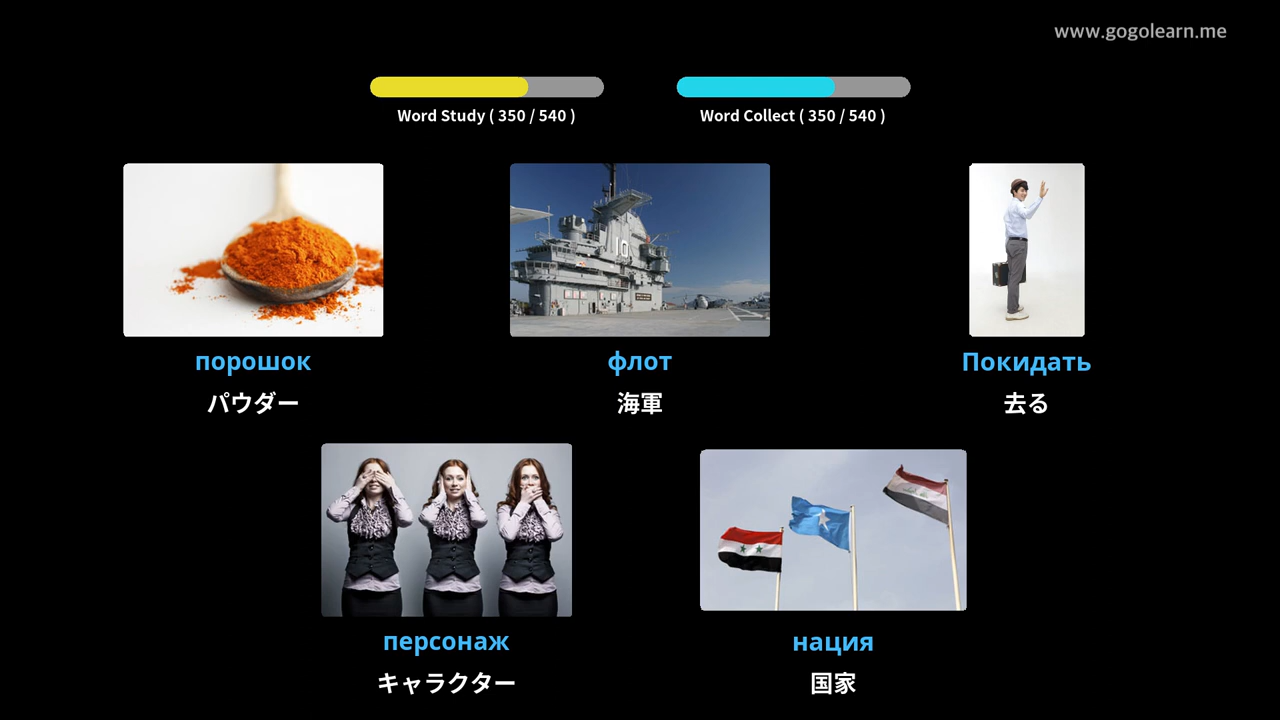 www.gogolearn.me
Word Study ( 350 / 540 )
Word Collect ( 350 / 540 )
порошок
パウダー
флот
海軍
Покидать
去る
персонаж
キャラクター
нация
国家
10